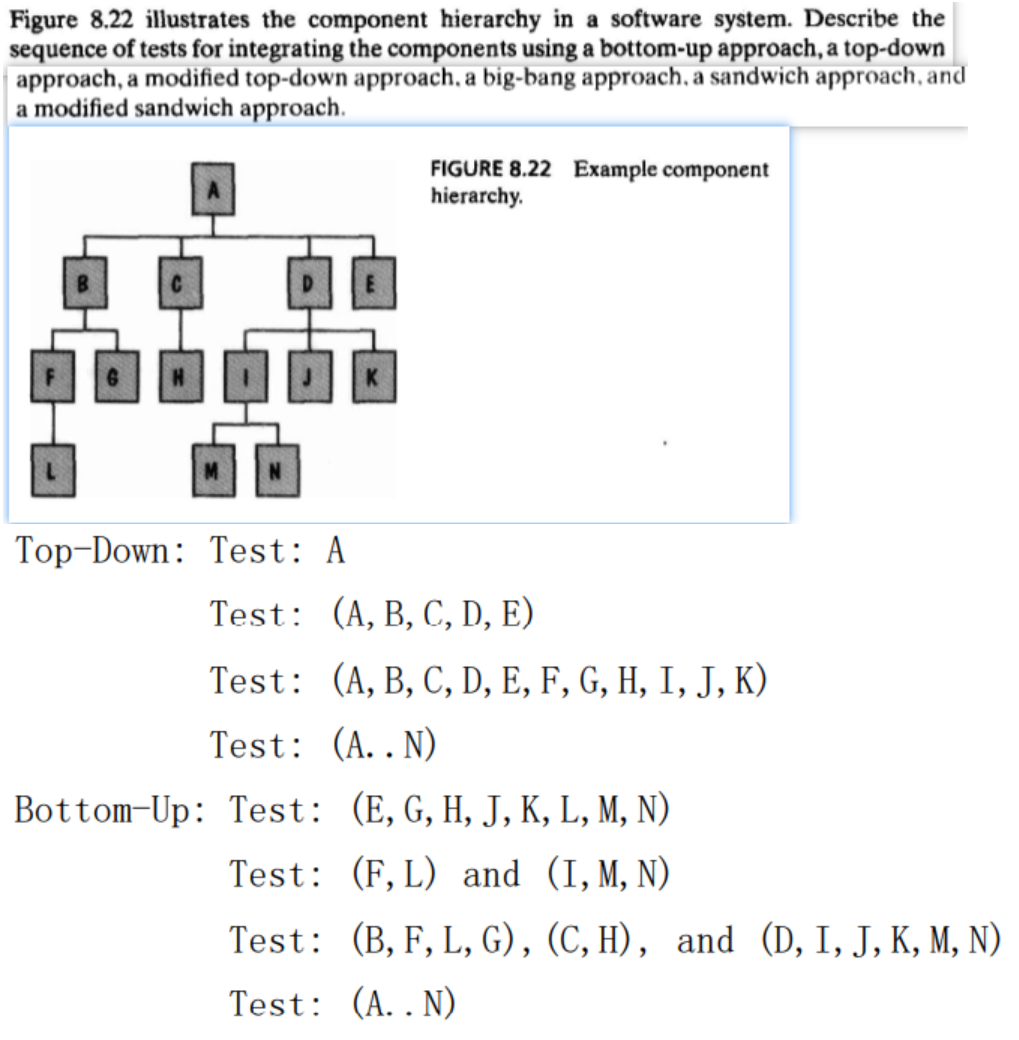 Figure 8.22 illustrates the component hierarchy in a software system. Describe the
sequence of tests for integrating the components using a bottom-up approach, a top-down
approach, a modified top-down approach, a big-bang approach, a sandwich approach, and
a modified sandwich approach.
FIGURE 8.22 Example component
hierarchy.
A
B C D E
F G H I J K
L M N
Top-Down: Test: A
Test: (A, B, C, D, E)
Test: (A, B, C, D, E, F, G, H, I, J, K)
Test: (A..N)
Bottom-Up: Test: (E, G, H, J, K, L, M, N)
Test: (F, L) and (I, M, N)
Test: (B, F, L, G), (C, H), and (D, I, J, K, M, N)
Test: (A..N)